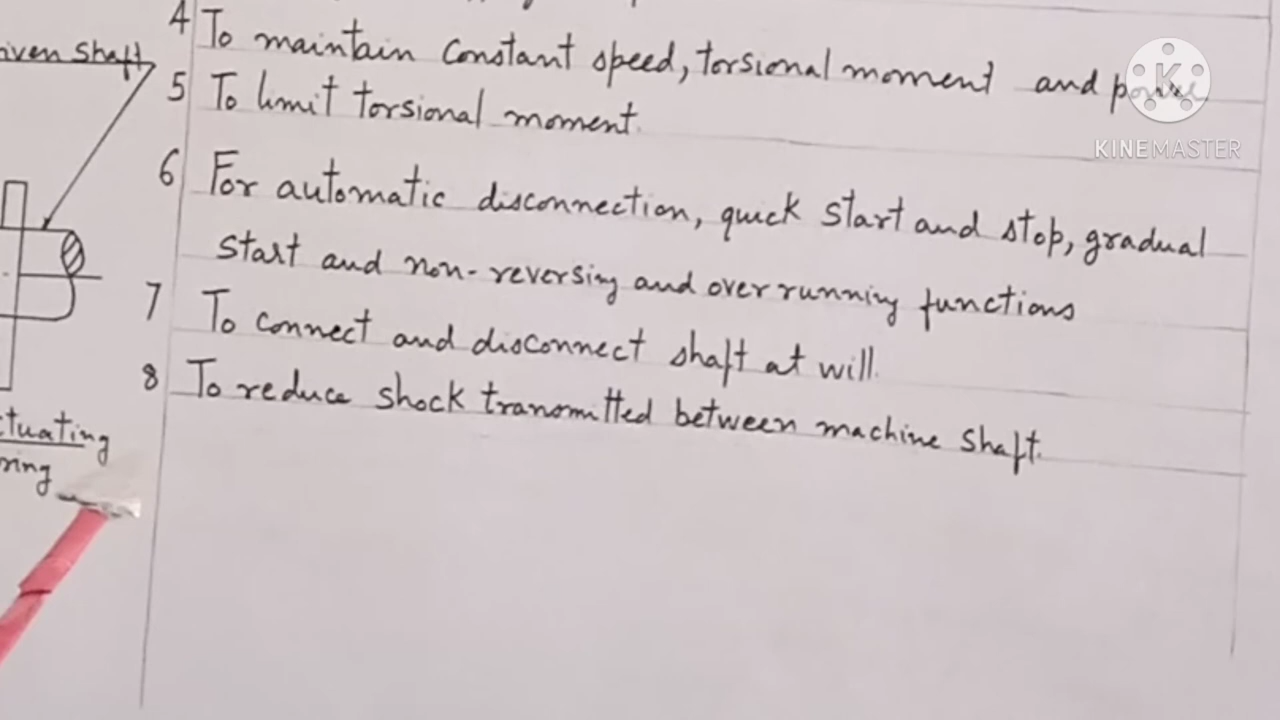 4 To maintain constant speed, torsional moment and
iven shaft
5 To limit torsional moment.
KINEMASTER
6 For automatic disconnection, quick start and stop, gradual
start and non-reversing and over running functions
7 To connect and disconnect shaft at will.
8 To reduce shock transmitted between machine shaft.
ctuating
ring